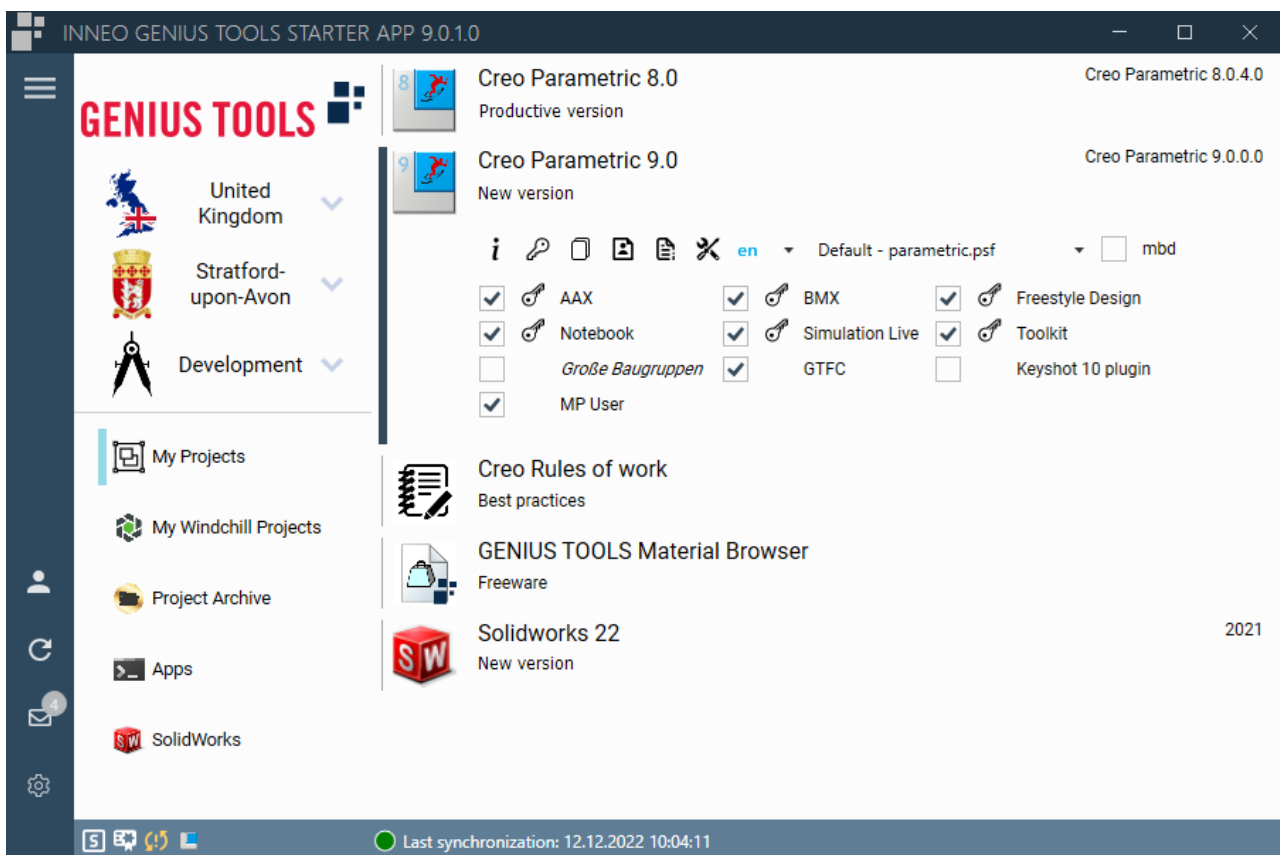 INNEO GENIUS TOOLS STARTER APP 9.0.1.0
GENIUS TOOLS
United
Kingdom
Stratford-
upon-Avon
Development
My Projects
My Windchill Projects
Project Archive
Apps
SolidWorks
4
8
Creo Parametric 8.0
Creo Parametric 8.0.4.0
Productive version
9
Creo Parametric 9.0
Creo Parametric 9.0.0.0
New version
i en Default - parametric.psf mbd
AAX BMX Freestyle Design
Notebook Simulation Live Toolkit
Große Baugruppen GTFC Keyshot 10 plugin
MP User
Creo Rules of work
Best practices
GENIUS TOOLS Material Browser
Freeware
SW
Solidworks 22
2021
New version
S
Last synchronization: 12.12.2022 10:04:11